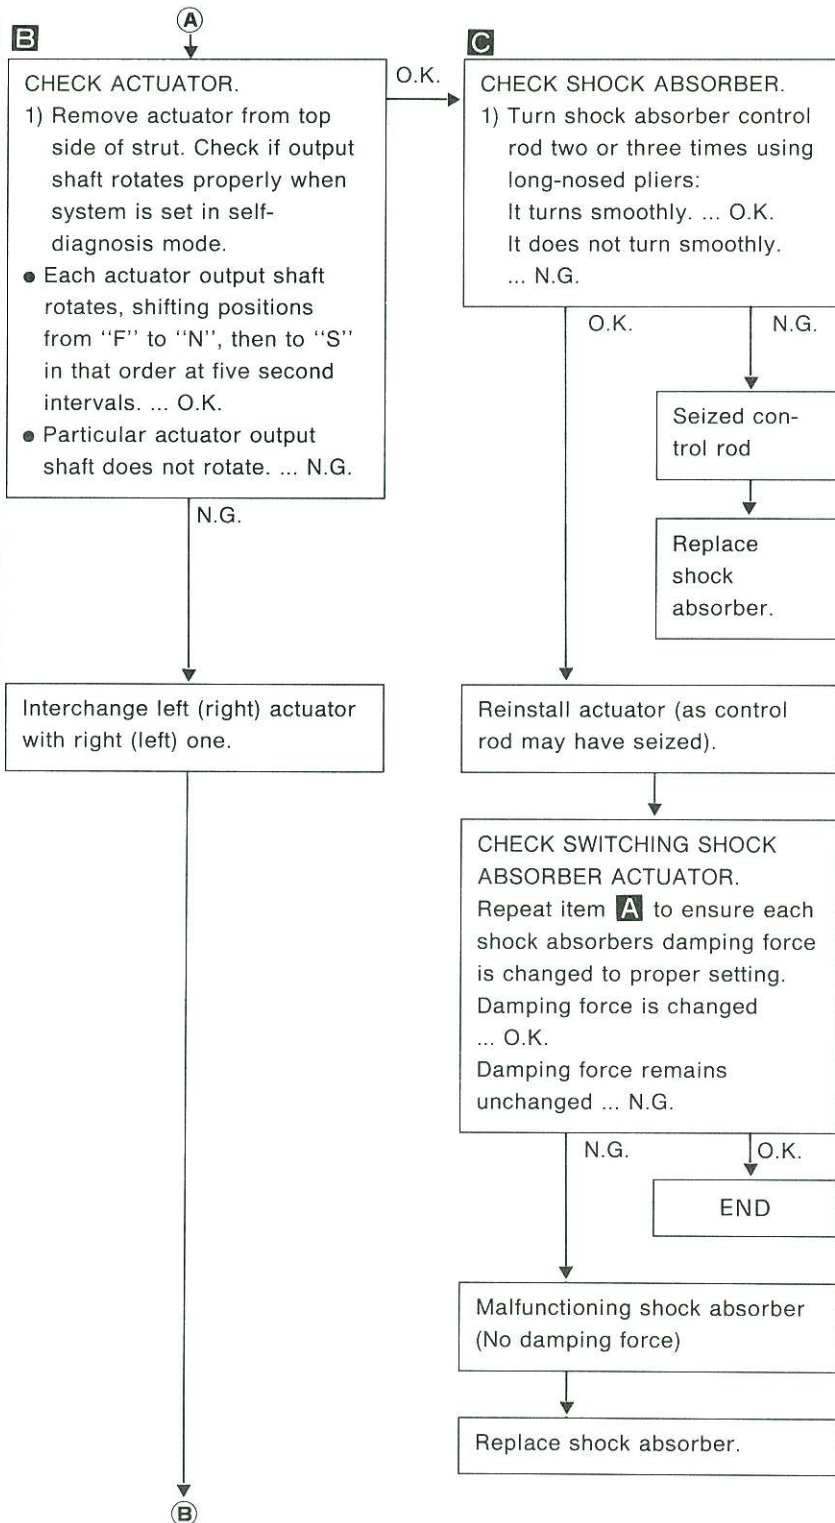 A
B
CHECK ACTUATOR.
1) Remove actuator from top
side of strut. Check if output
shaft rotates properly when
system is set in self-
diagnosis mode.
● Each actuator output shaft
rotates, shifting positions
from "F" to "N", then to "S"
in that order at five second
intervals. ... O.K.
● Particular actuator output
shaft does not rotate. ... N.G.
O.K.
N.G.
Interchange left (right) actuator
with right (left) one.
B
C
CHECK SHOCK ABSORBER.
1) Turn shock absorber control
rod two or three times using
long-nosed pliers:
It turns smoothly. ... O.K.
It does not turn smoothly.
... N.G.
O.K.
N.G.
Seized con-
trol rod
Replace
shock
absorber.
Reinstall actuator (as control
rod may have seized).
CHECK SWITCHING SHOCK
ABSORBER ACTUATOR.
Repeat item A to ensure each
shock absorbers damping force
is changed to proper setting.
Damping force is changed
... O.K.
Damping force remains
unchanged ... N.G.
N.G.
O.K.
END
Malfunctioning shock absorber
(No damping force)
Replace shock absorber.